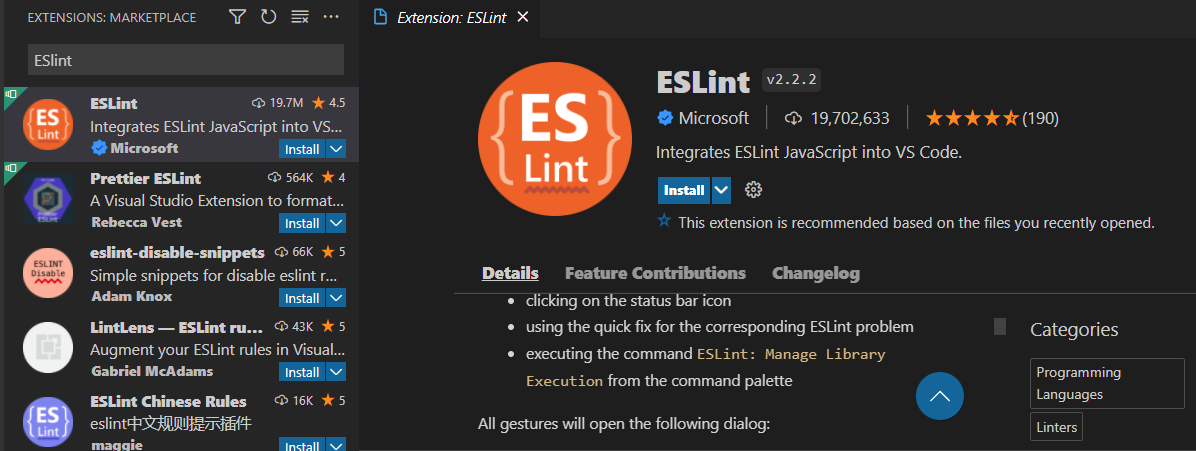 EXTENSIONS: MARKETPLACE
ESlint
ESLint 19.7M 4.5
Integrates ESLint JavaScript into VS...
Microsoft Install
Prettier ESLint 564K 4
A Visual Studio Extension to format...
Rebecca Vest Install
eslint-disable-snippets 66K 5
Simple snippets for disable eslint r...
Adam Knox Install
LintLens — ESLint ru... 43K 5
Augment your ESLint rules in Visual...
Gabriel McAdams Install
ESLint Chinese Rules 16K 5
eslint中文规则提示插件
maggie Install
{ES}
Lint
ESLINT
Disable
{ES}
Lint
Extension: ESLint
{ES}
Lint
ESLint v2.2.2
Microsoft 19,702,633 (190)
Integrates ESLint JavaScript into VS Code.
Install
This extension is recommended based on the files you recently opened.
Details Feature Contributions Changelog
• clicking on the status bar icon
• using the quick fix for the corresponding ESLint problem
• executing the command ESLint: Manage Library
Execution from the command palette
All gestures will open the following dialog:
Categories
Programming
Languages
Linters